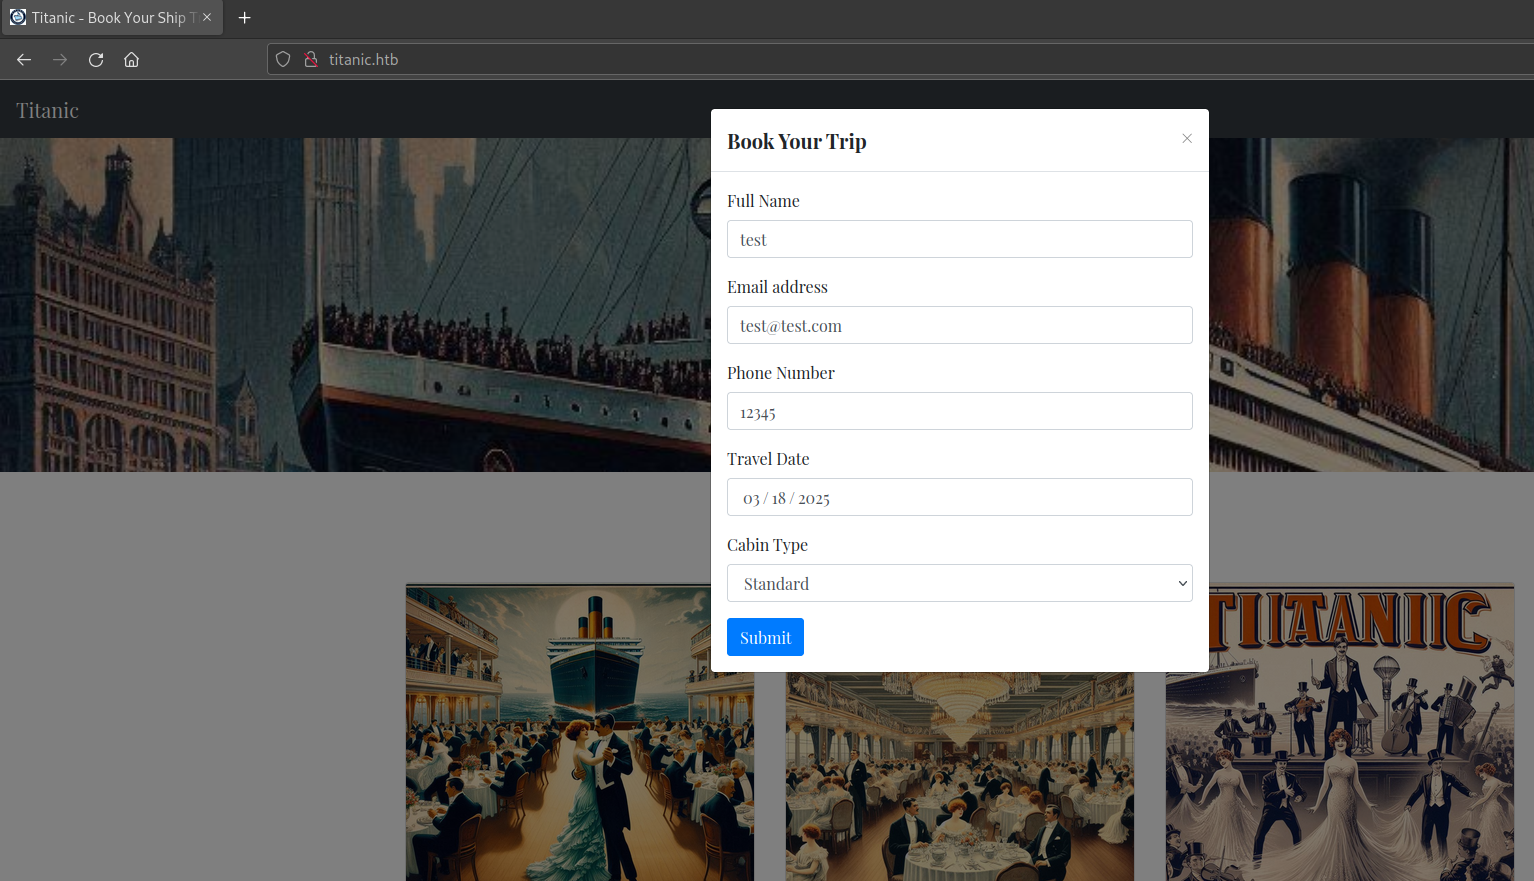 Titanic - Book Your Ship T
titanic.htb
Titanic
Book Your Trip
Full Name
test
Email address
test@test.com
Phone Number
12345
Travel Date
03 / 18 / 2025
Cabin Type
Standard
Submit
TITANIC